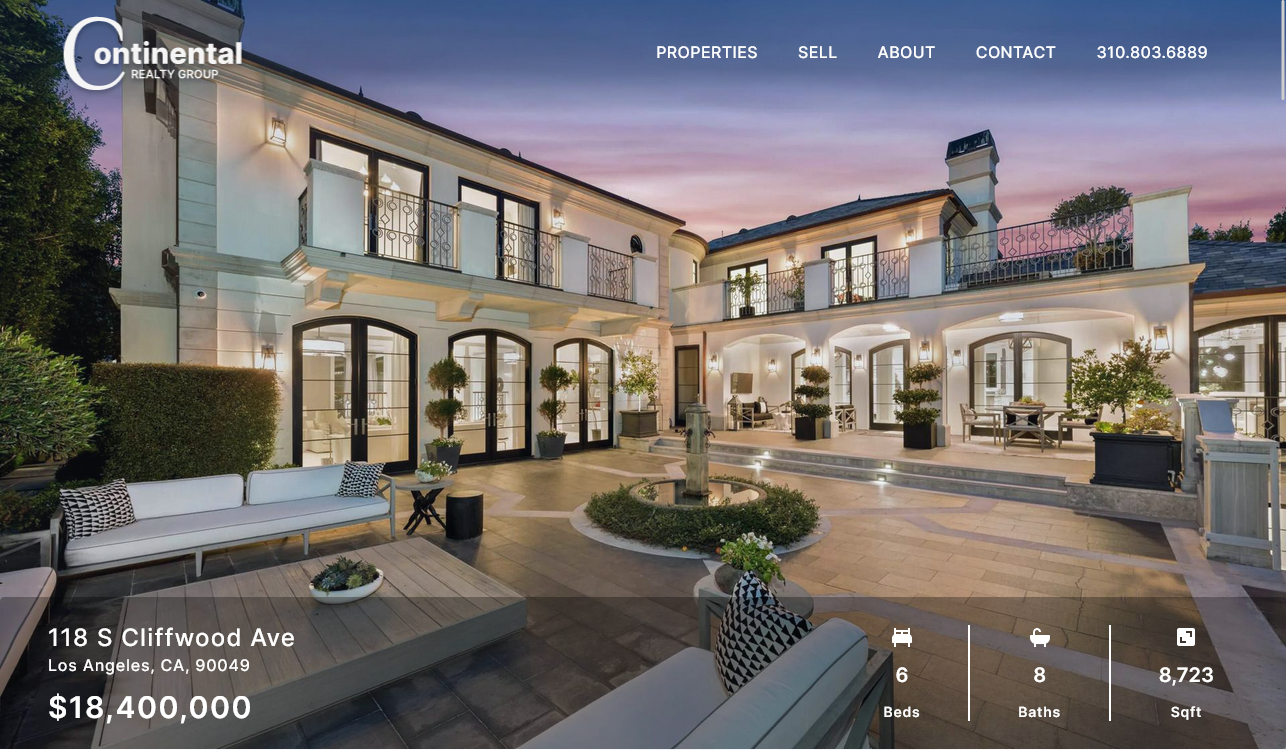 Continental
REALTY GROUP
PROPERTIES SELL ABOUT CONTACT 310.803.6889
118 S Cliffwood Ave
Los Angeles, CA, 90049
$18,400,000
6
Beds
8
Baths
8,723
Sqft